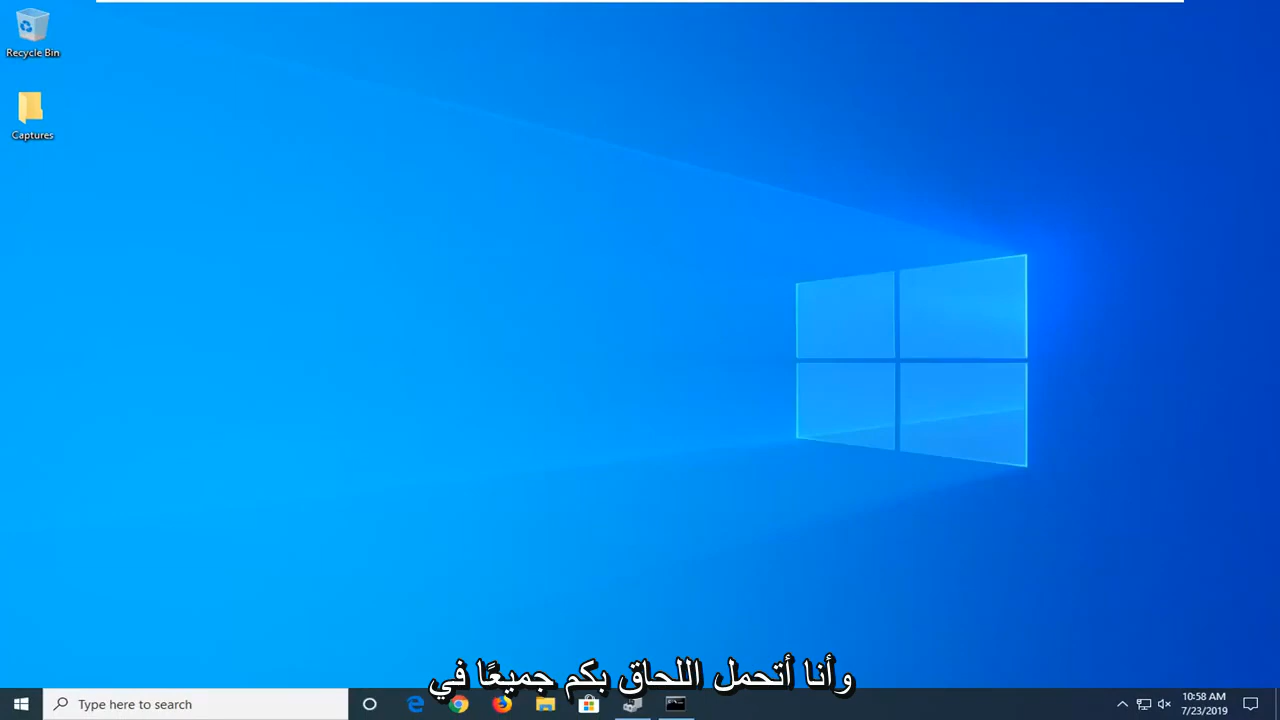 Recycle Bin
Captures
وأنا أتحمل اللحاق بكم جميعًا في
Type here to search
10:58 AM
7/23/2019